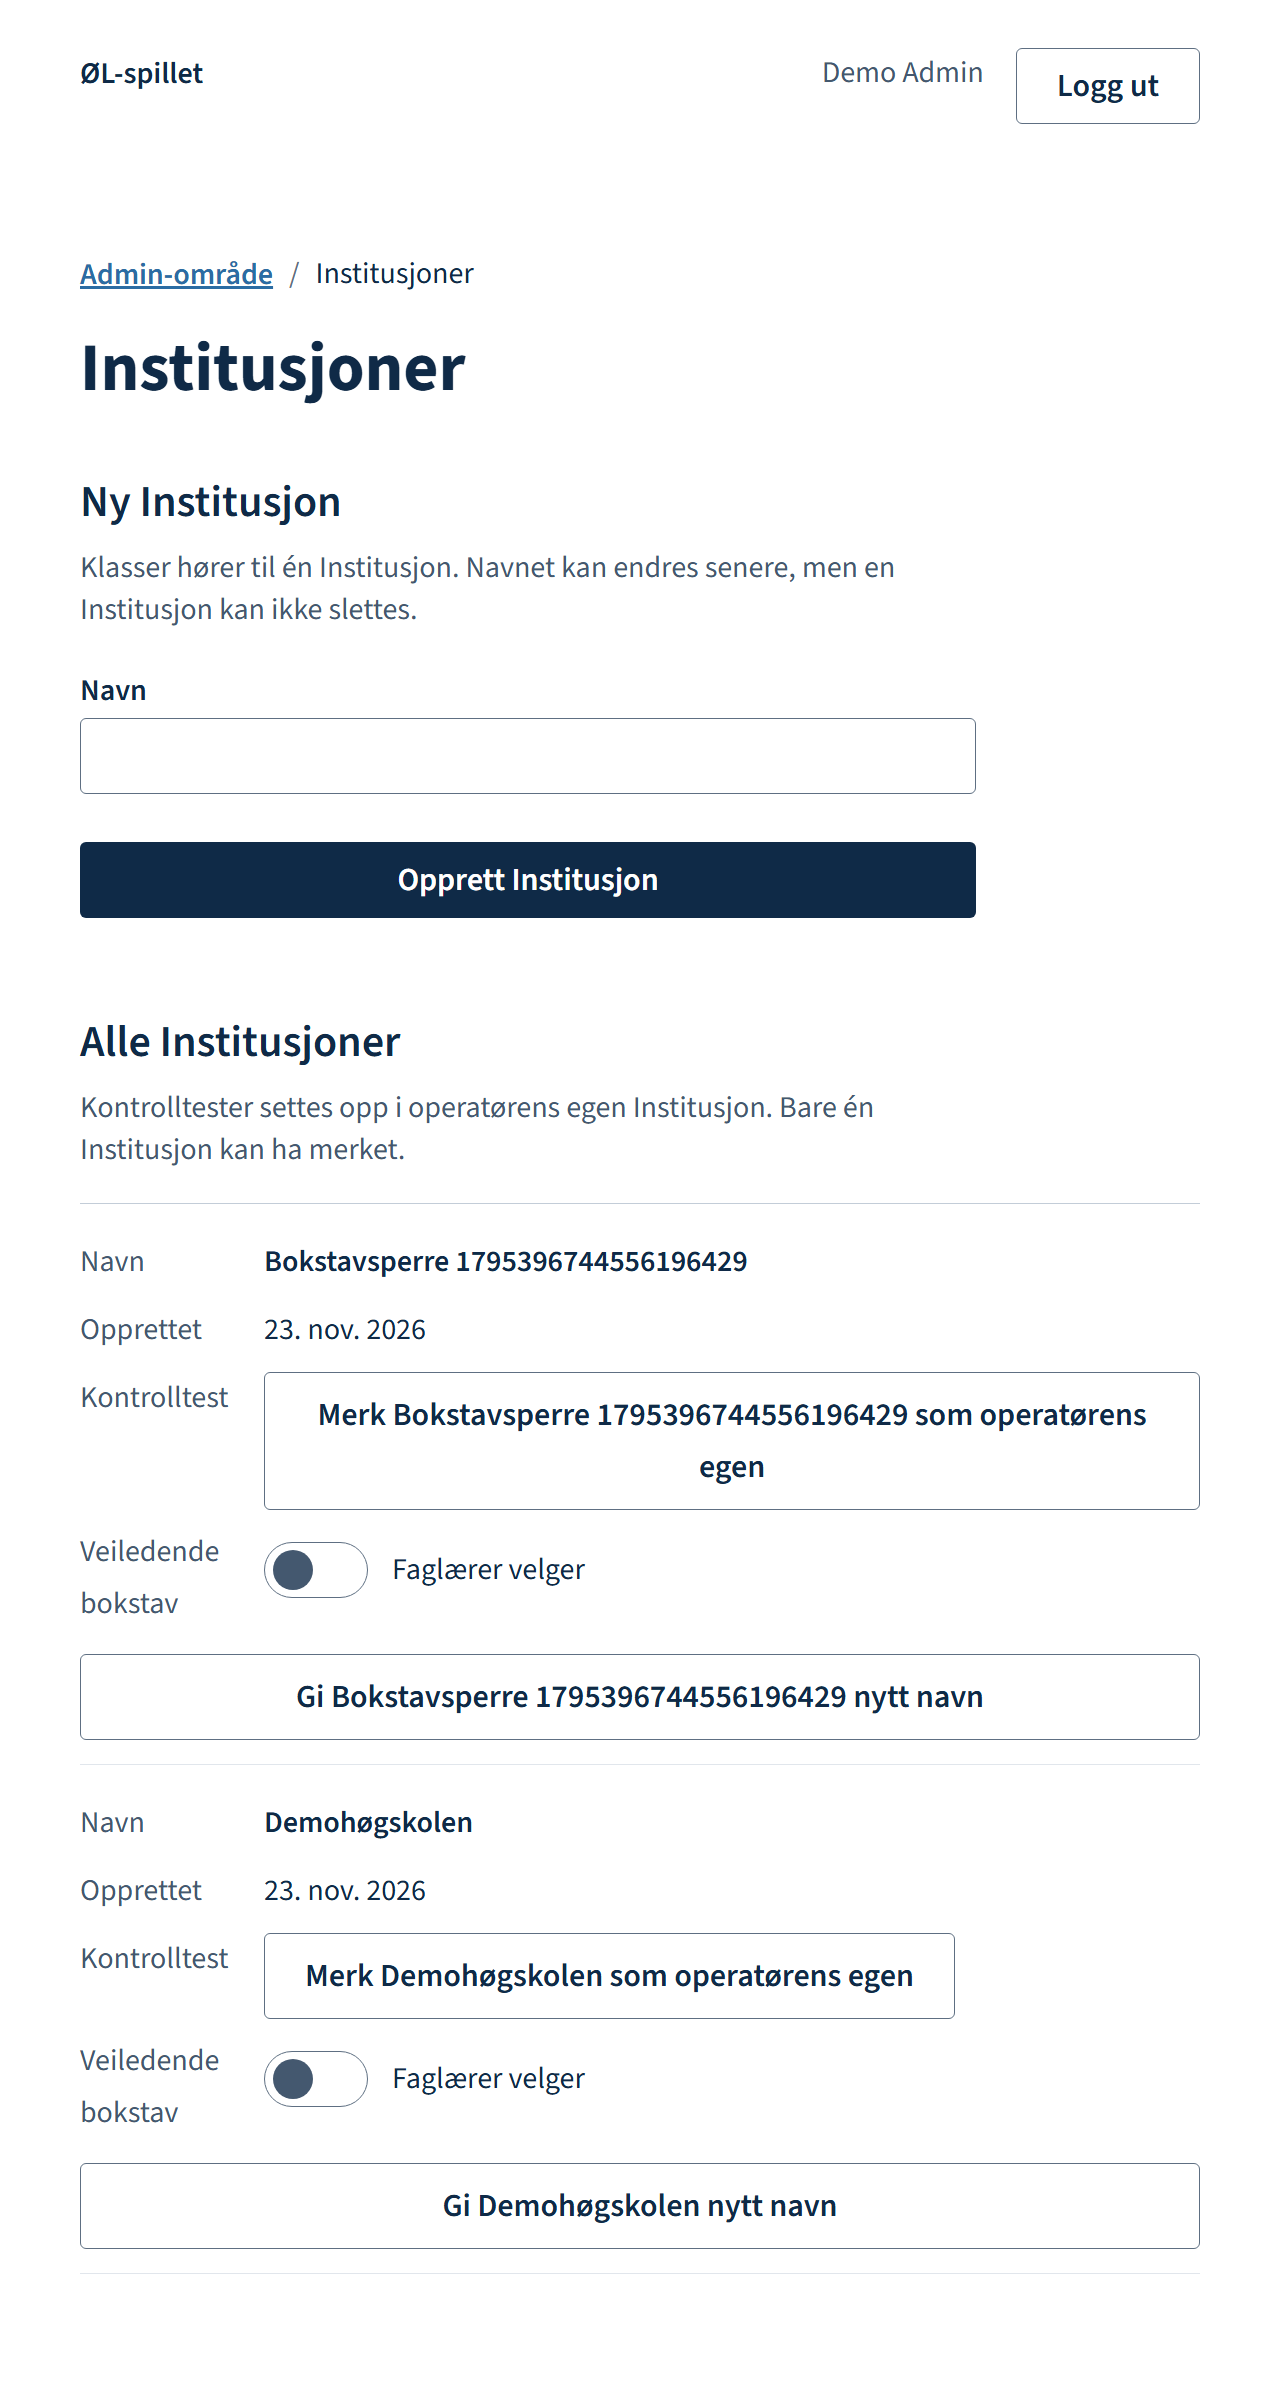 ØL-spillet
Demo Admin
Logg ut
Admin-område / Institusjoner
Institusjoner
Ny Institusjon
Klasser hører til én Institusjon. Navnet kan endres senere, men en
Institusjon kan ikke slettes.
Navn
Opprett Institusjon
Alle Institusjoner
Kontrolltester settes opp i operatørens egen Institusjon. Bare én
Institusjon kan ha merket.
Navn Bokstavsperre 1795396744556196429
Opprettet 23. nov. 2026
Kontrolltest
Merk Bokstavsperre 1795396744556196429 som operatørens
egen
Veiledende
bokstav
Faglærer velger
Gi Bokstavsperre 1795396744556196429 nytt navn
Navn Demohøgskolen
Opprettet 23. nov. 2026
Kontrolltest
Merk Demohøgskolen som operatørens egen
Veiledende
bokstav
Faglærer velger
Gi Demohøgskolen nytt navn